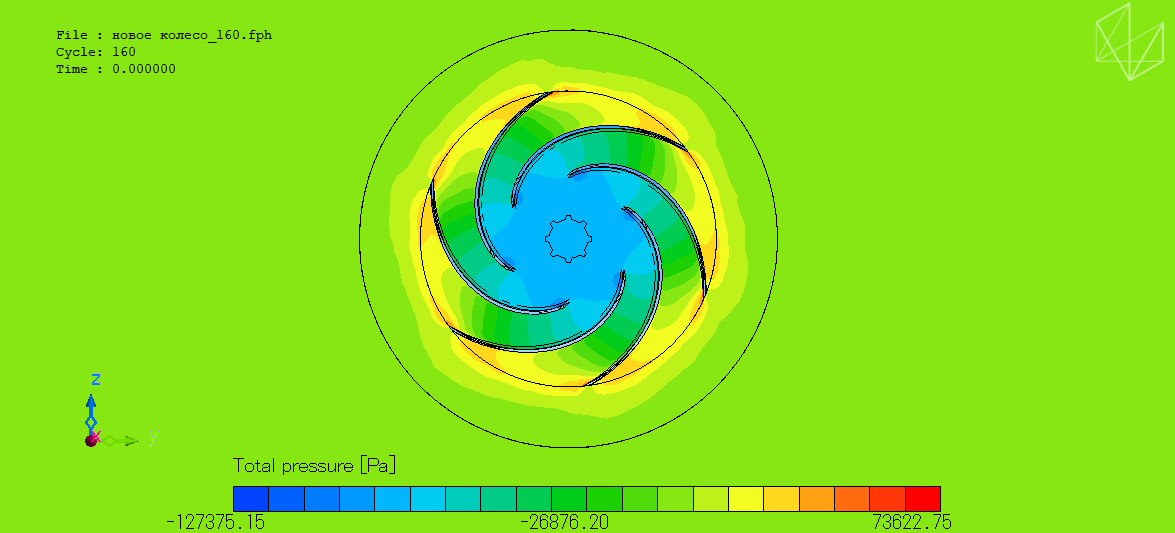 File : новое колесо_160.fph
Cycle: 160
Time : 0.000000
Z
X
Y
Total pressure [Pa]
-127375.15 -26876.20 73622.75